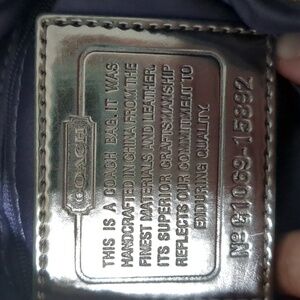 COACH
THIS IS A COACH BAG. IT WAS
HANDCRAFTED IN CHINA FROM THE
FINEST MATERIALS AND LEATHER.
ITS SUPERIOR CRAFTSMANSHIP
REFLECTS OUR COMMITMENT TO
ENDURING QUALITY.
Nº G1069-15892